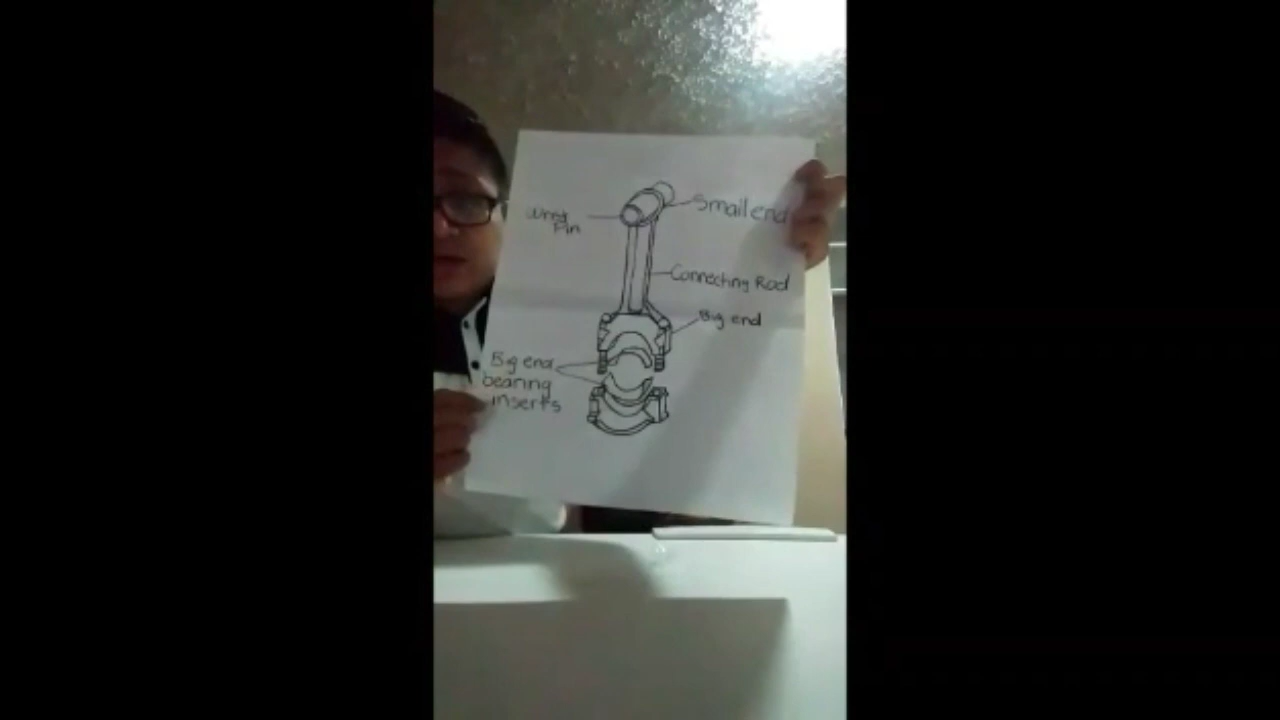 Small end
Wrist
Pin
Connecting Rod
Big end
Big end
bearing
inserts